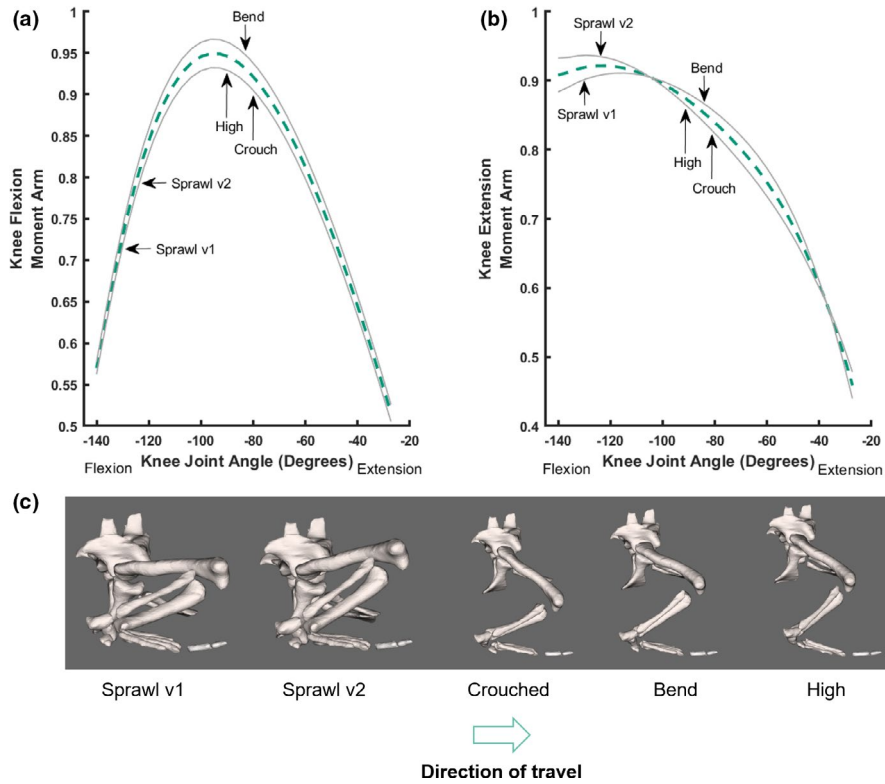 (a)
Knee Flexion
Moment Arm
1
0.95
0.9
0.85
0.8
0.75
0.7
0.65
0.6
0.55
0.5
Bend
High
Crouch
Sprawl v2
Sprawl v1
-140 -120 -100 -80 -60 -40 -20
Flexion Knee Joint Angle (Degrees) Extension
(b)
Knee Extension
Moment Arm
1
0.9
0.8
0.7
0.6
0.5
0.4
Sprawl v2
Bend
Sprawl v1
High
Crouch
-140 -120 -100 -80 -60 -40 -20
Flexion Knee Joint Angle (Degrees) Extension
(c)
Sprawl v1 Sprawl v2 Crouched Bend High
Direction of travel